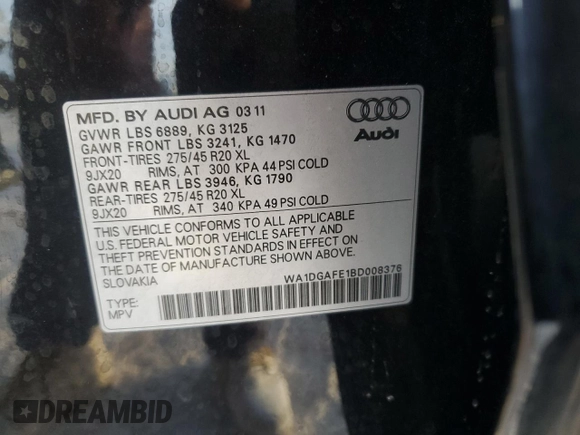 MFD. BY AUDI AG 03 11
GVWR LBS 6889, KG 3125
GAWR FRONT LBS 3241, KG 1470
FRONT-TIRES 275/45 R20 XL
9JX20 RIMS, AT 300 KPA 44 PSI COLD
GAWR REAR LBS 3946, KG 1790
REAR-TIRES 275/45 R20 XL
9JX20 RIMS, AT 340 KPA 49 PSI COLD
Audi
THIS VEHICLE CONFORMS TO ALL APPLICABLE
U.S. FEDERAL MOTOR VEHICLE SAFETY AND
THEFT PREVENTION STANDARDS IN EFFECT ON
THE DATE OF MANUFACTURE SHOWN ABOVE.
SLOVAKIA
WA1DGAFE1BD008376
TYPE:
MPV
DREAMBID